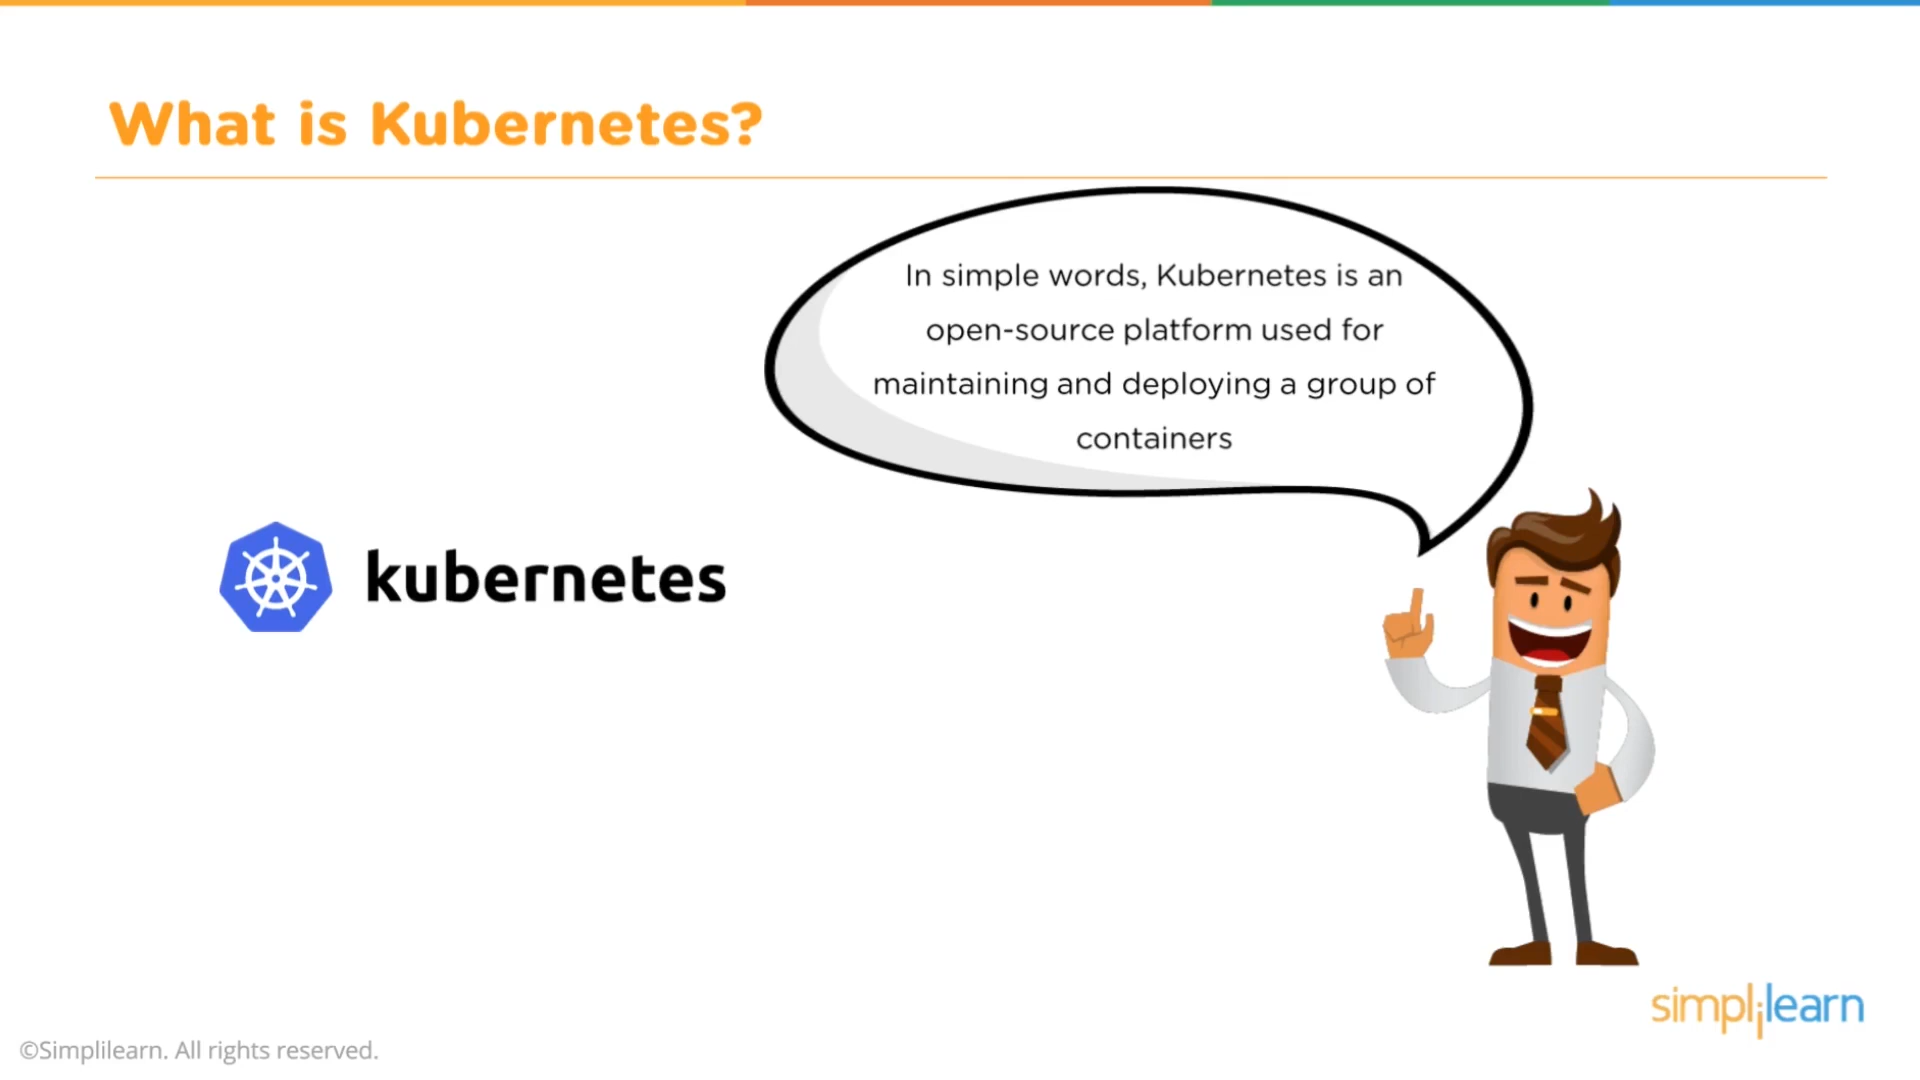 What is Kubernetes?
In simple words, Kubernetes is an
open-source platform used for
maintaining and deploying a group of
containers
kubernetes
simplilearn
©Simplilearn. All rights reserved.